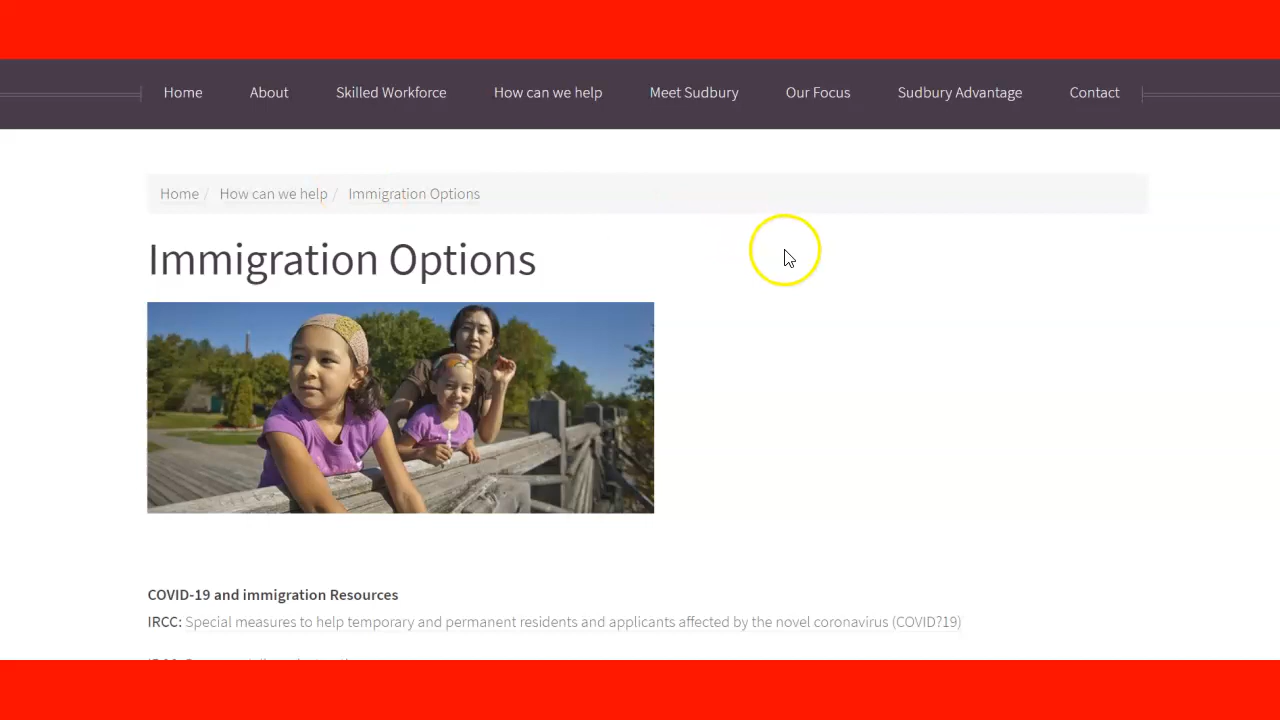 Home About Skilled Workforce How can we help Meet Sudbury Our Focus Sudbury Advantage Contact
Home / How can we help / Immigration Options
Immigration Options
COVID-19 and immigration Resources
IRCC: Special measures to help temporary and permanent residents and applicants affected by the novel coronavirus (COVID?19)